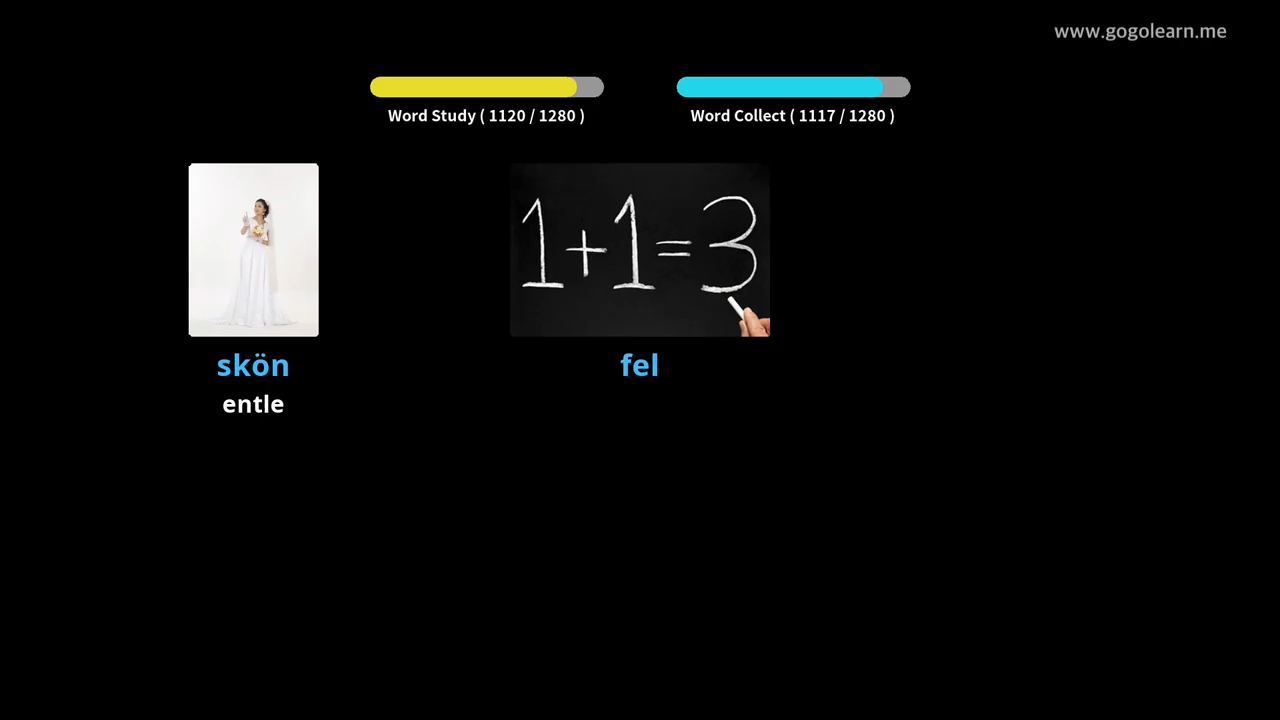 www.gogolearn.me
Word Study ( 1120 / 1280 )
Word Collect ( 1117 / 1280 )
1+1=3
skön
fel
entle